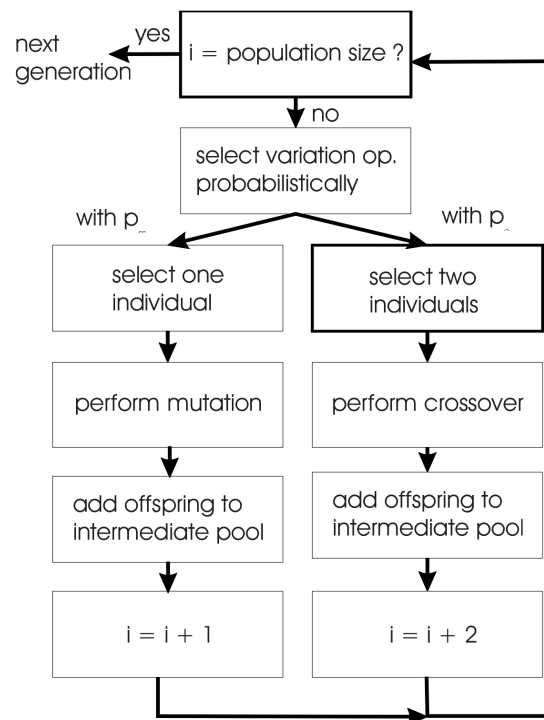 yes
next
generation
i = population size ?
no
select variation op.
probabilistically
with p
with p
select one
individual
select two
individuals
perform mutation
perform crossover
add offspring to
intermediate pool
add offspring to
intermediate pool
i = i + 1
i = i + 2